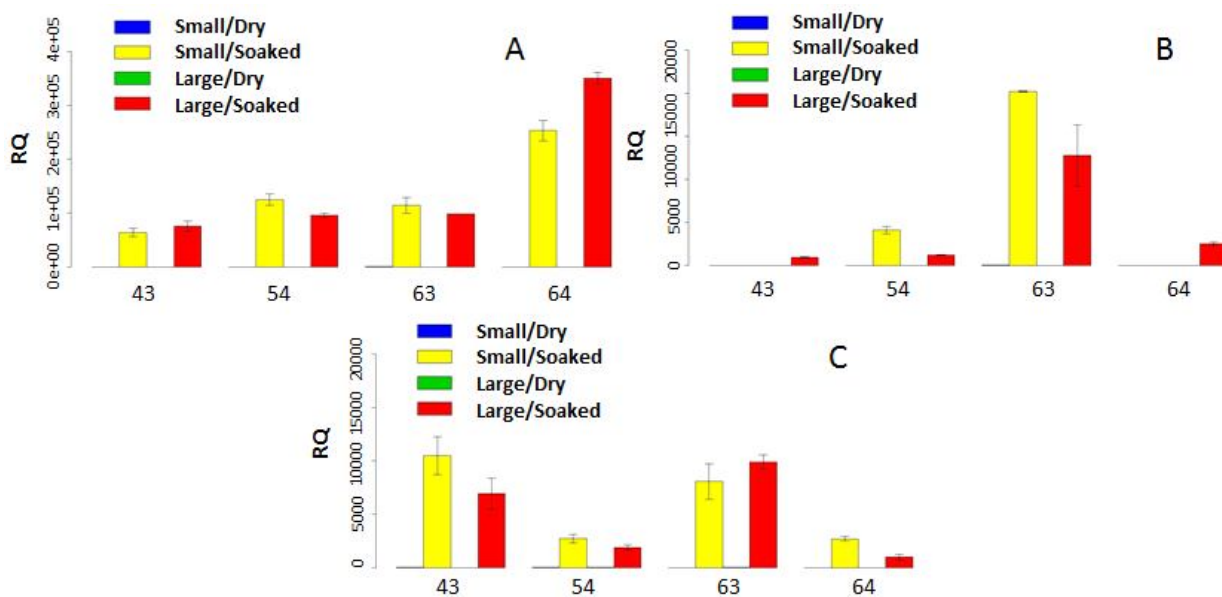 Small/Dry
Small/Soaked
Large/Dry
Large/Soaked
A
RQ
4e+05
3e+05
2e+05
1e+05
0e+00
43 54 63 64
Small/Dry
Small/Soaked
Large/Dry
Large/Soaked
B
RQ
20000
15000
10000
5000
0
43 54 63 64
Small/Dry
Small/Soaked
Large/Dry
Large/Soaked
C
RQ
20000
15000
10000
5000
0
43 54 63 64